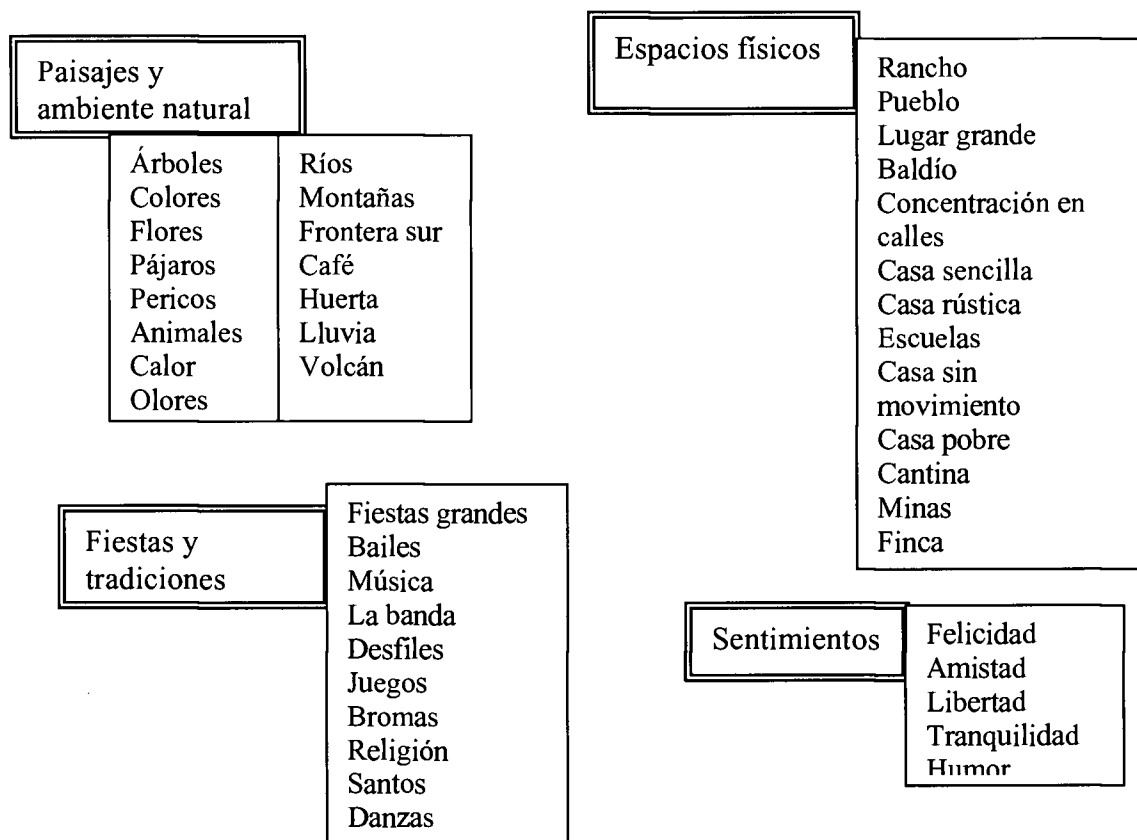 Paisajes y
ambiente natural
Árboles
Colores
Flores
Pájaros
Pericos
Animales
Calor
Olores
Ríos
Montañas
Frontera sur
Café
Huerta
Lluvia
Volcán
Espacios físicos
Rancho
Pueblo
Lugar grande
Baldío
Concentración en
calles
Casa sencilla
Casa rústica
Escuelas
Casa sin
movimiento
Casa pobre
Cantina
Minas
Finca
Fiestas y
tradiciones
Fiestas grandes
Bailes
Música
La banda
Desfiles
Juegos
Bromas
Religión
Santos
Danzas
Sentimientos
Felicidad
Amistad
Libertad
Tranquilidad
Humor